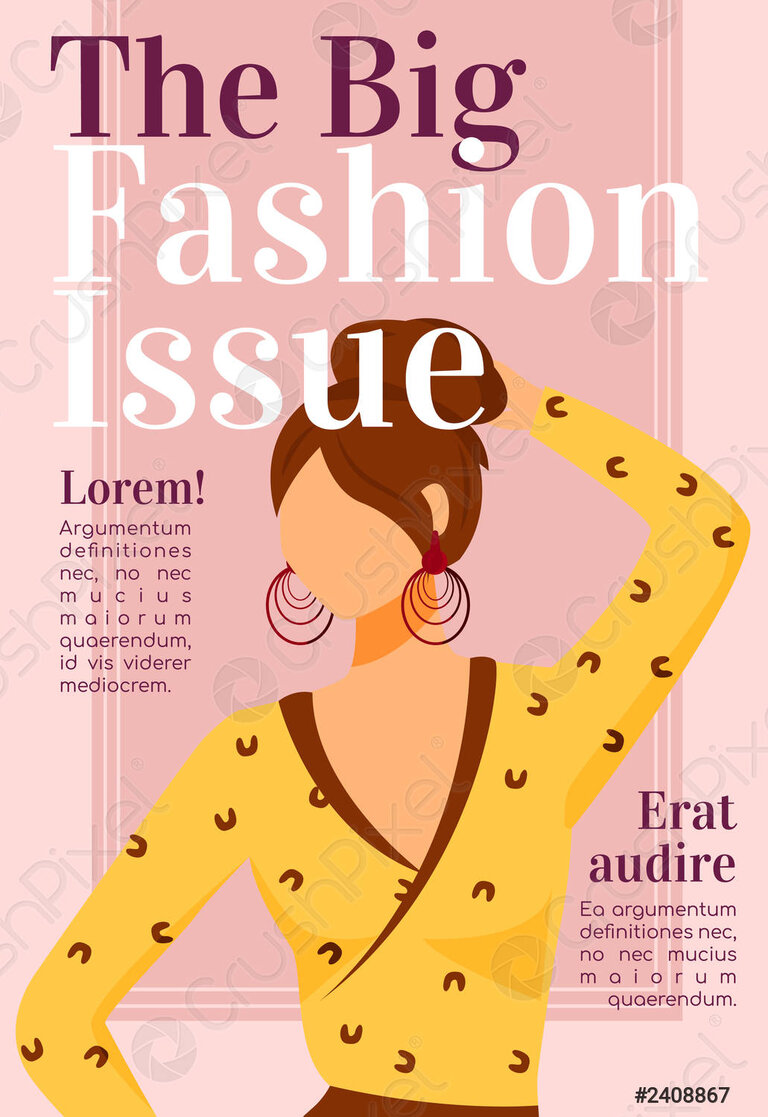 The Big
Fashion
Issue
Lorem!
Argumentum
definitiones
nec, no nec
mucius
maiorum
quaerendum,
id vis viderer
mediocrem.
Erat
audire
Ea argumentum
definitiones nec,
no nec mucius
maiorum
quaerendum.
CrushPixel
#2408867